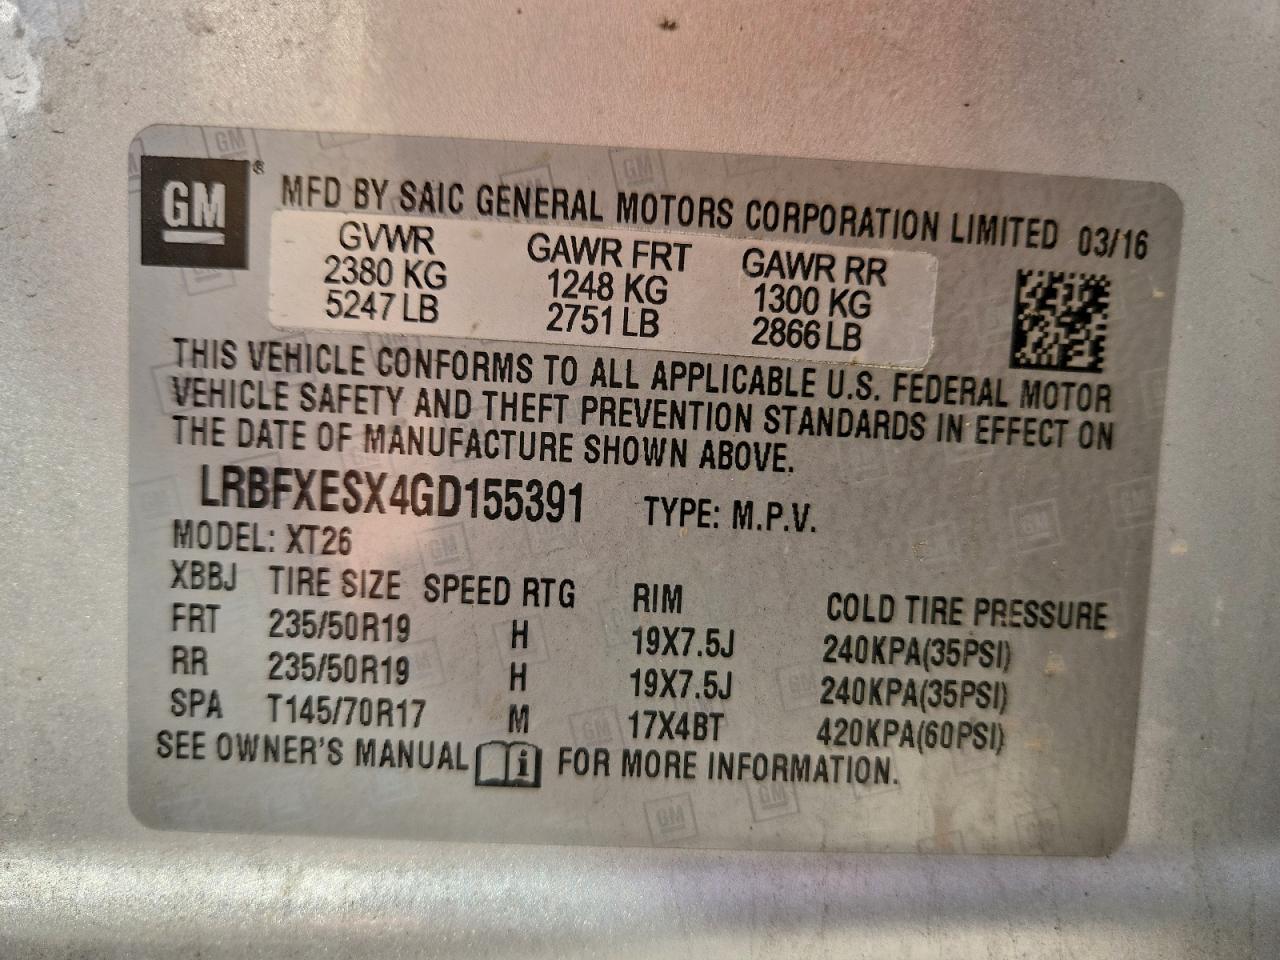 GM®
MFD BY SAIC GENERAL MOTORS CORPORATION LIMITED 03/16
GVWR GAWR FRT GAWR RR
2380 KG 1248 KG 1300 KG
5247 LB 2751 LB 2866 LB
THIS VEHICLE CONFORMS TO ALL APPLICABLE U.S. FEDERAL MOTOR
VEHICLE SAFETY AND THEFT PREVENTION STANDARDS IN EFFECT ON
THE DATE OF MANUFACTURE SHOWN ABOVE.
LRBFXESX4GD155391 TYPE: M.P.V.
MODEL: XT26
XBBJ TIRE SIZE SPEED RTG RIM COLD TIRE PRESSURE
FRT 235/50R19 H 19X7.5J 240KPA(35PSI)
RR 235/50R19 H 19X7.5J 240KPA(35PSI)
SPA T145/70R17 M 17X4BT 420KPA(60PSI)
SEE OWNER'S MANUAL i FOR MORE INFORMATION.